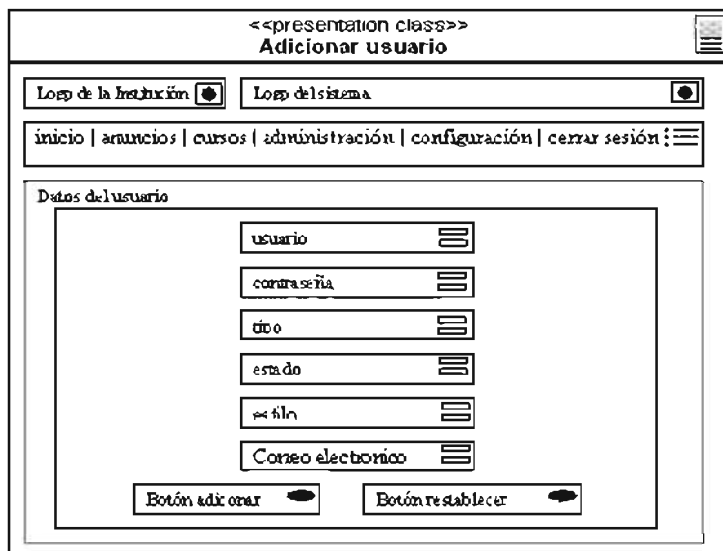 <<presentation class>>
Adicionar usuario
Logo de la Institución
Logo del sistema
inicio | anuncios | cursos | administración | configuración | cerrar sesión
Datos del usuario
usuario
contraseña
tipo
estado
estilo
Correo electronico
Botón adicionar
Botón restablecer